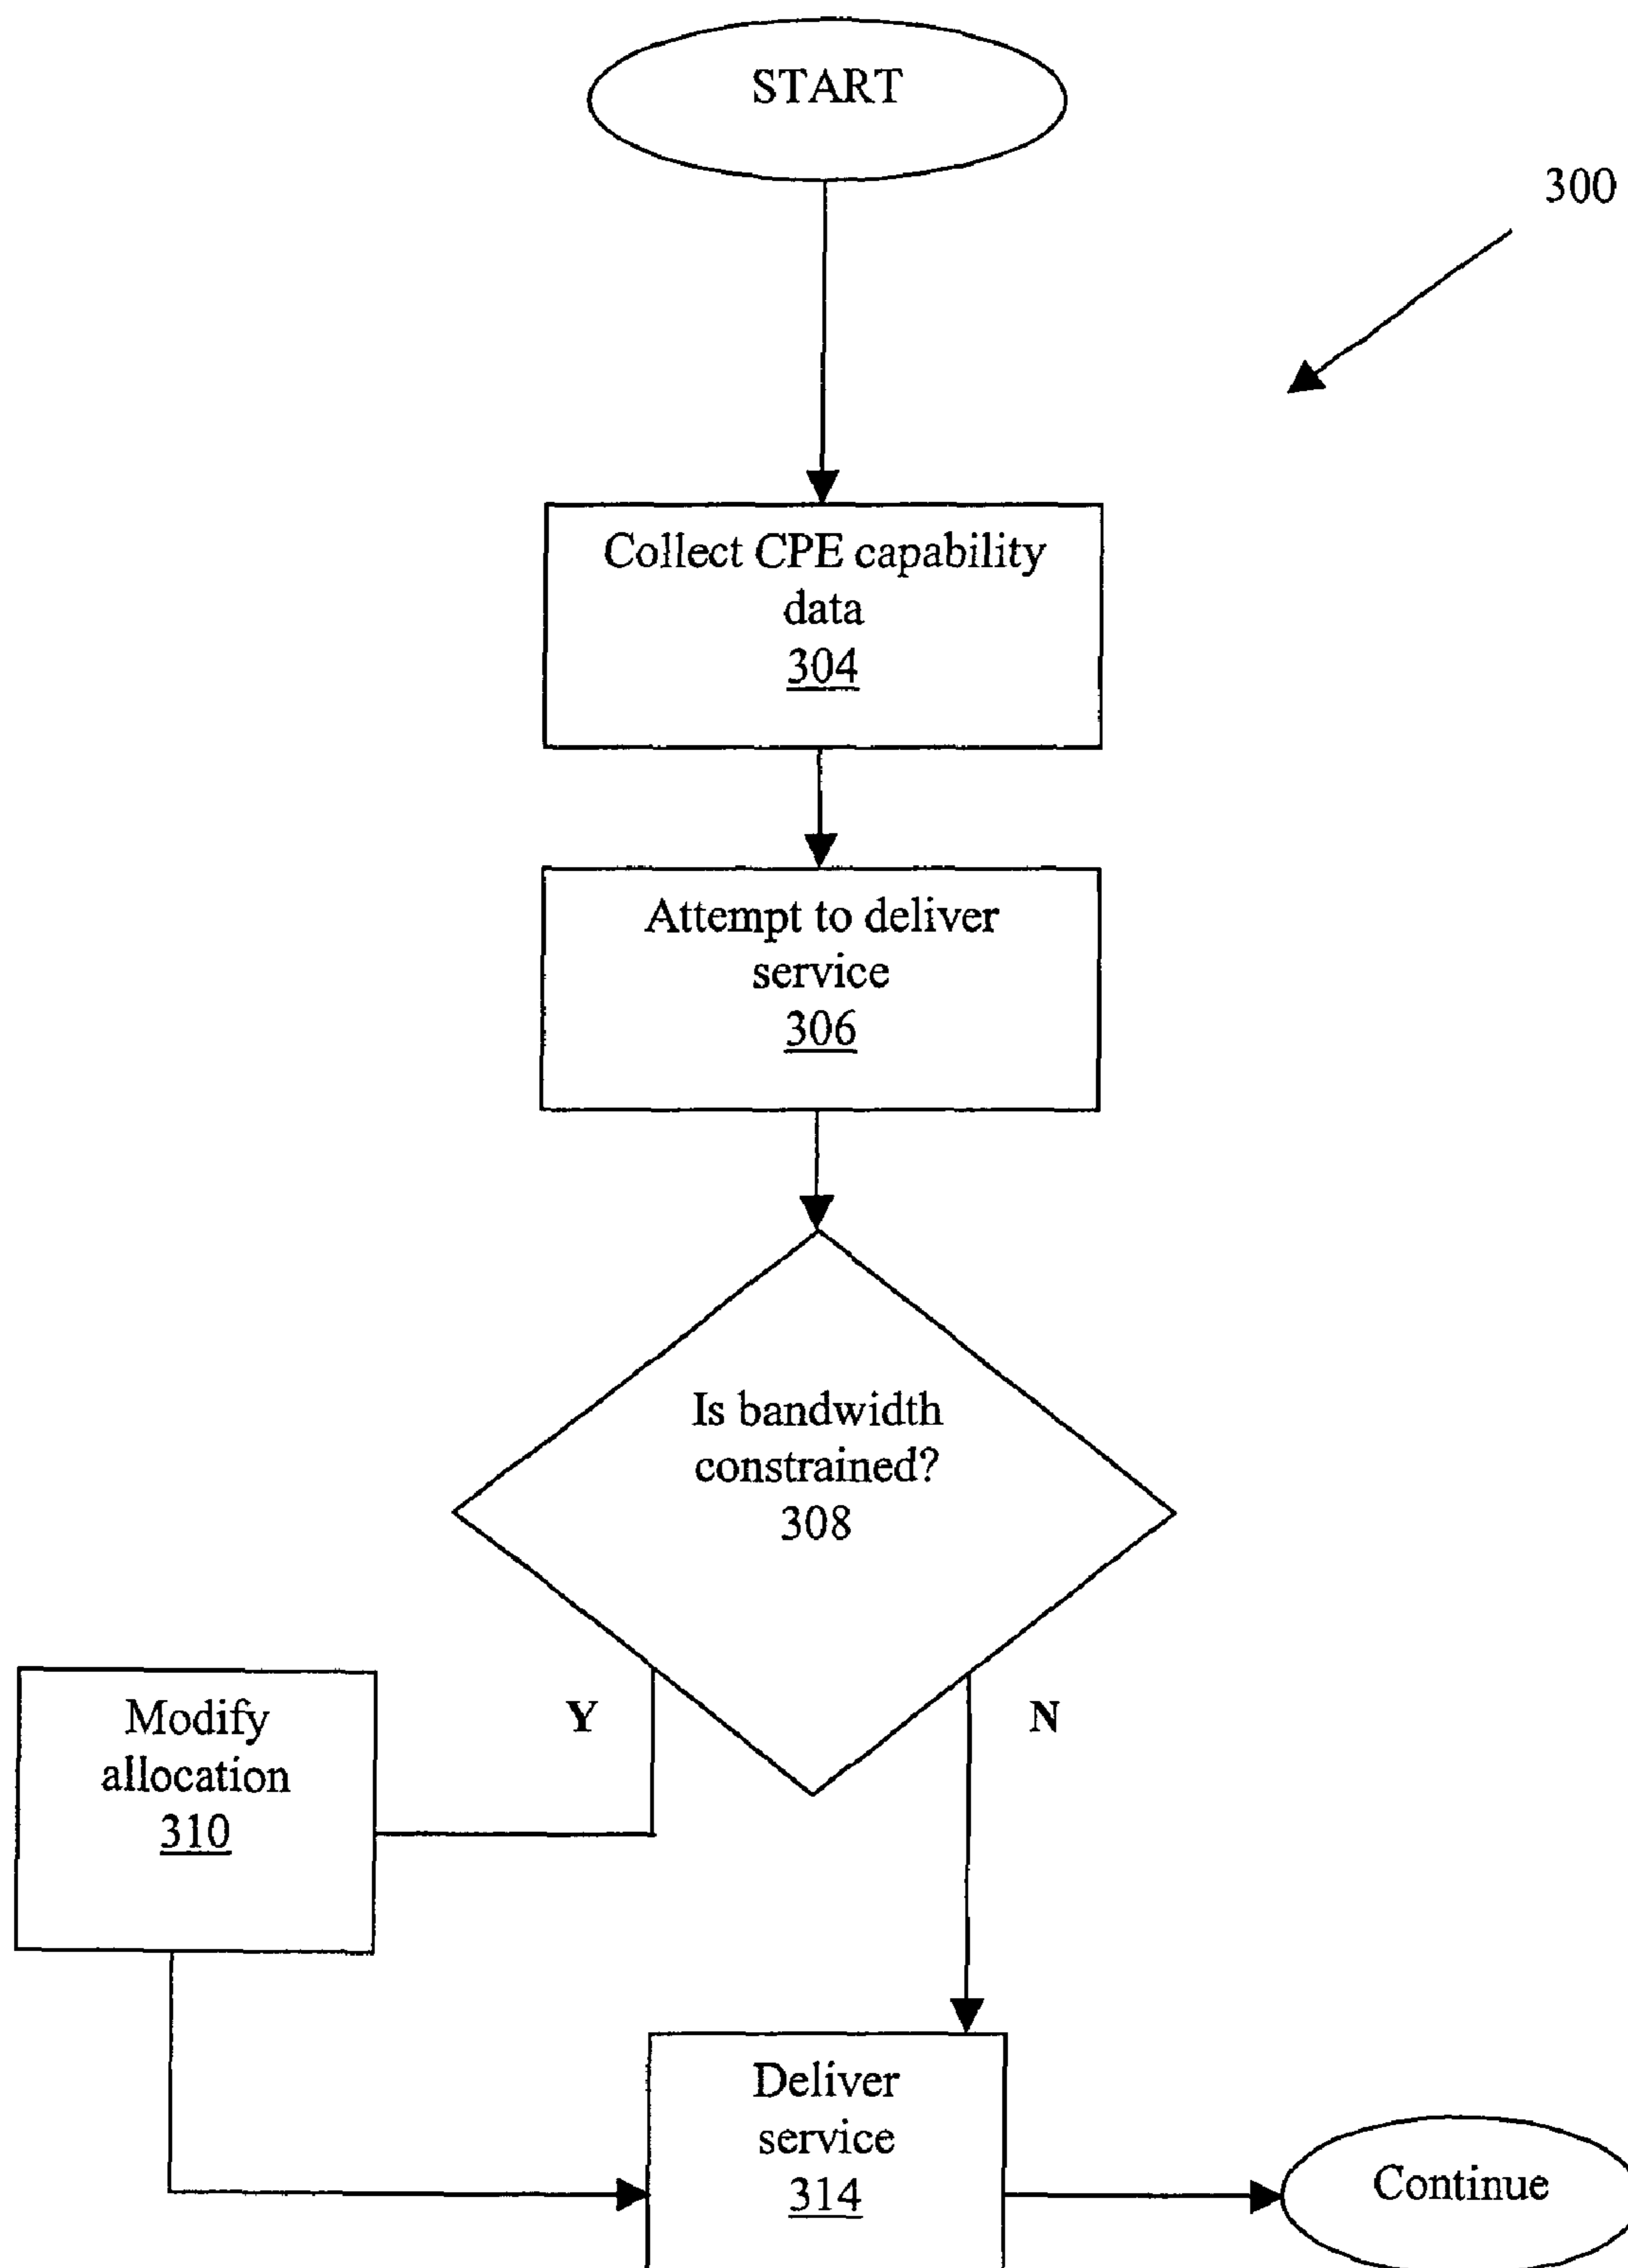 START
300
Collect CPE capability
data
304
Attempt to deliver
service
306
Is bandwidth
constrained?
308
Y
N
Modify
allocation
310
Deliver
service
314
Continue